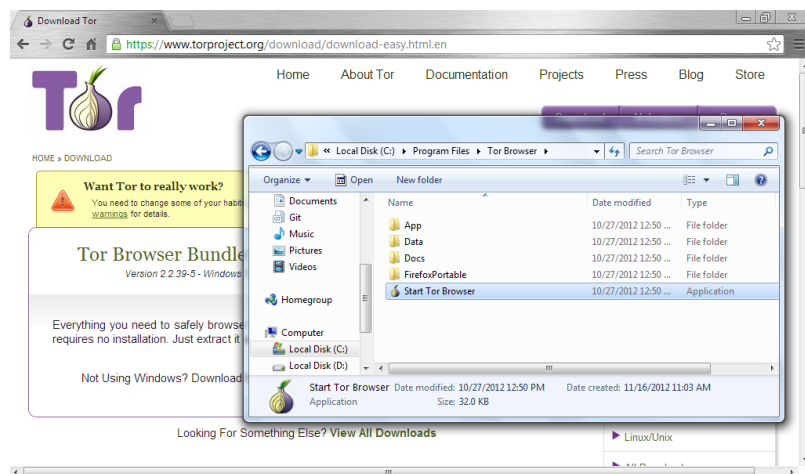 Download Tor
https://www.torproject.org/download/download-easy.html.en
Tor
Home About Tor Documentation Projects Press Blog Store
HOME » DOWNLOAD
Want Tor to really work?
You need to change some of your habit
warnings for details.
Tor Browser Bundle
Version 2.2.39-5 - Windows
Everything you need to safely browse
requires no installation. Just extract it
Not Using Windows? Download
Looking For Something Else? View All Downloads
Linux/Unix
« Local Disk (C:) Program Files Tor Browser
Search Tor Browser
Organize Open New folder
Documents
Git
Music
Pictures
Videos
Homegroup
Computer
Local Disk (C:)
Local Disk (D:)
Name Date modified Type
App 10/27/2012 12:50 ... File folder
Data 10/27/2012 12:50 ... File folder
Docs 10/27/2012 12:50 ... File folder
FirefoxPortable 10/27/2012 12:50 ... File folder
Start Tor Browser 10/27/2012 12:50 ... Application
Start Tor Browser Date modified: 10/27/2012 12:50 PM Date created: 11/16/2012 11:03 AM
Application Size: 32.0 KB